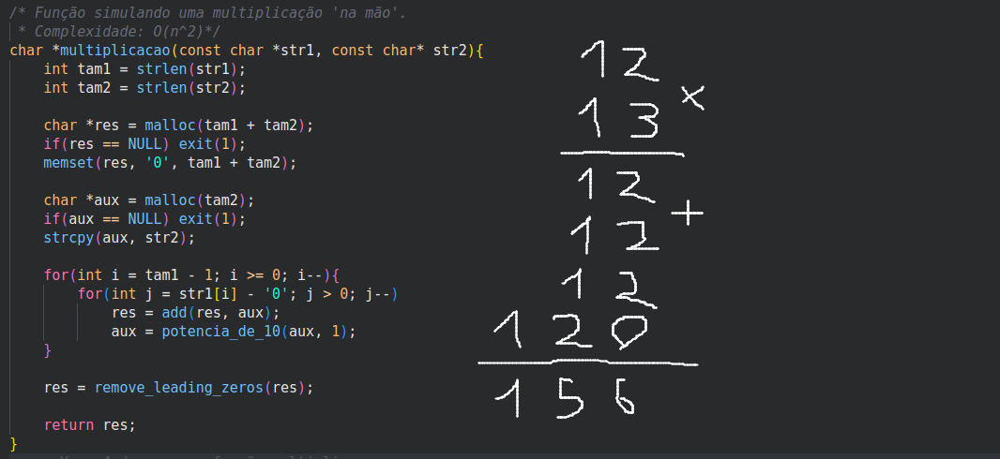 /* Função simulando uma multiplicação 'na mão'.
* Complexidade: O(n^2)*/
char *multiplicacao(const char *str1, const char* str2){
int tam1 = strlen(str1);
int tam2 = strlen(str2);
char *res = malloc(tam1 + tam2);
if(res == NULL) exit(1);
memset(res, '0', tam1 + tam2);
char *aux = malloc(tam2);
if(aux == NULL) exit(1);
strcpy(aux, str2);
for(int i = tam1 - 1; i >= 0; i--){
for(int j = str1[i] - '0'; j > 0; j--)
res = add(res, aux);
aux = potencia_de_10(aux, 1);
}
res = remove_leading_zeros(res);
return res;
}
12
13 x
12
12 +
12
120
156